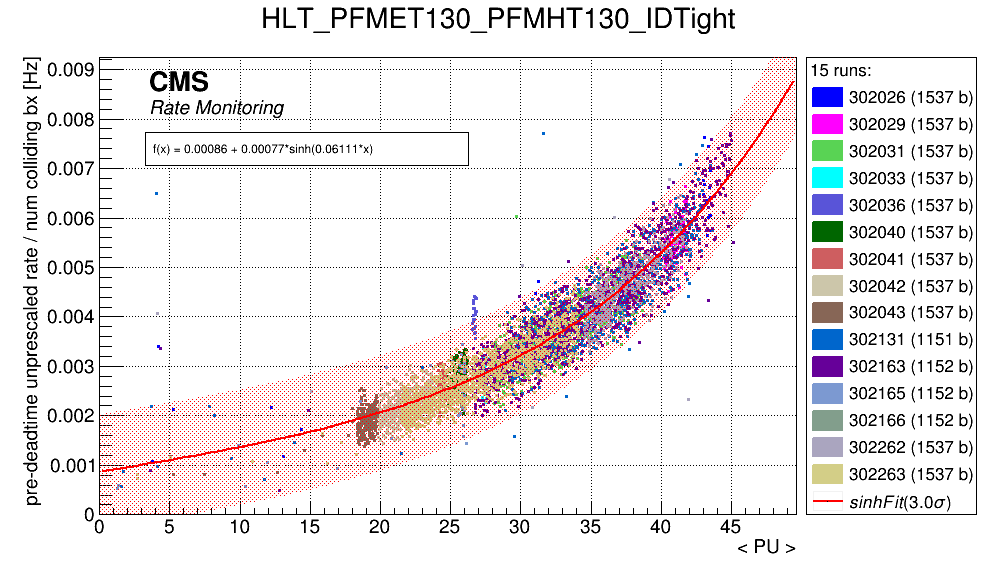 HLT_PFMET130_PFMHT130_IDTight
pre-deadtime unprescaled rate / num colliding bx [Hz]
0.009
0.008
0.007
0.006
0.005
0.004
0.003
0.002
0.001
0
CMS
Rate Monitoring
f(x) = 0.00086 + 0.00077*sinh(0.06111*x)
0 5 10 15 20 25 30 35 40 45
< PU >
15 runs:
302026 (1537 b)
302029 (1537 b)
302031 (1537 b)
302033 (1537 b)
302036 (1537 b)
302040 (1537 b)
302041 (1537 b)
302042 (1537 b)
302043 (1537 b)
302131 (1151 b)
302163 (1152 b)
302165 (1152 b)
302166 (1152 b)
302262 (1537 b)
302263 (1537 b)
sinhFit(3.0σ)